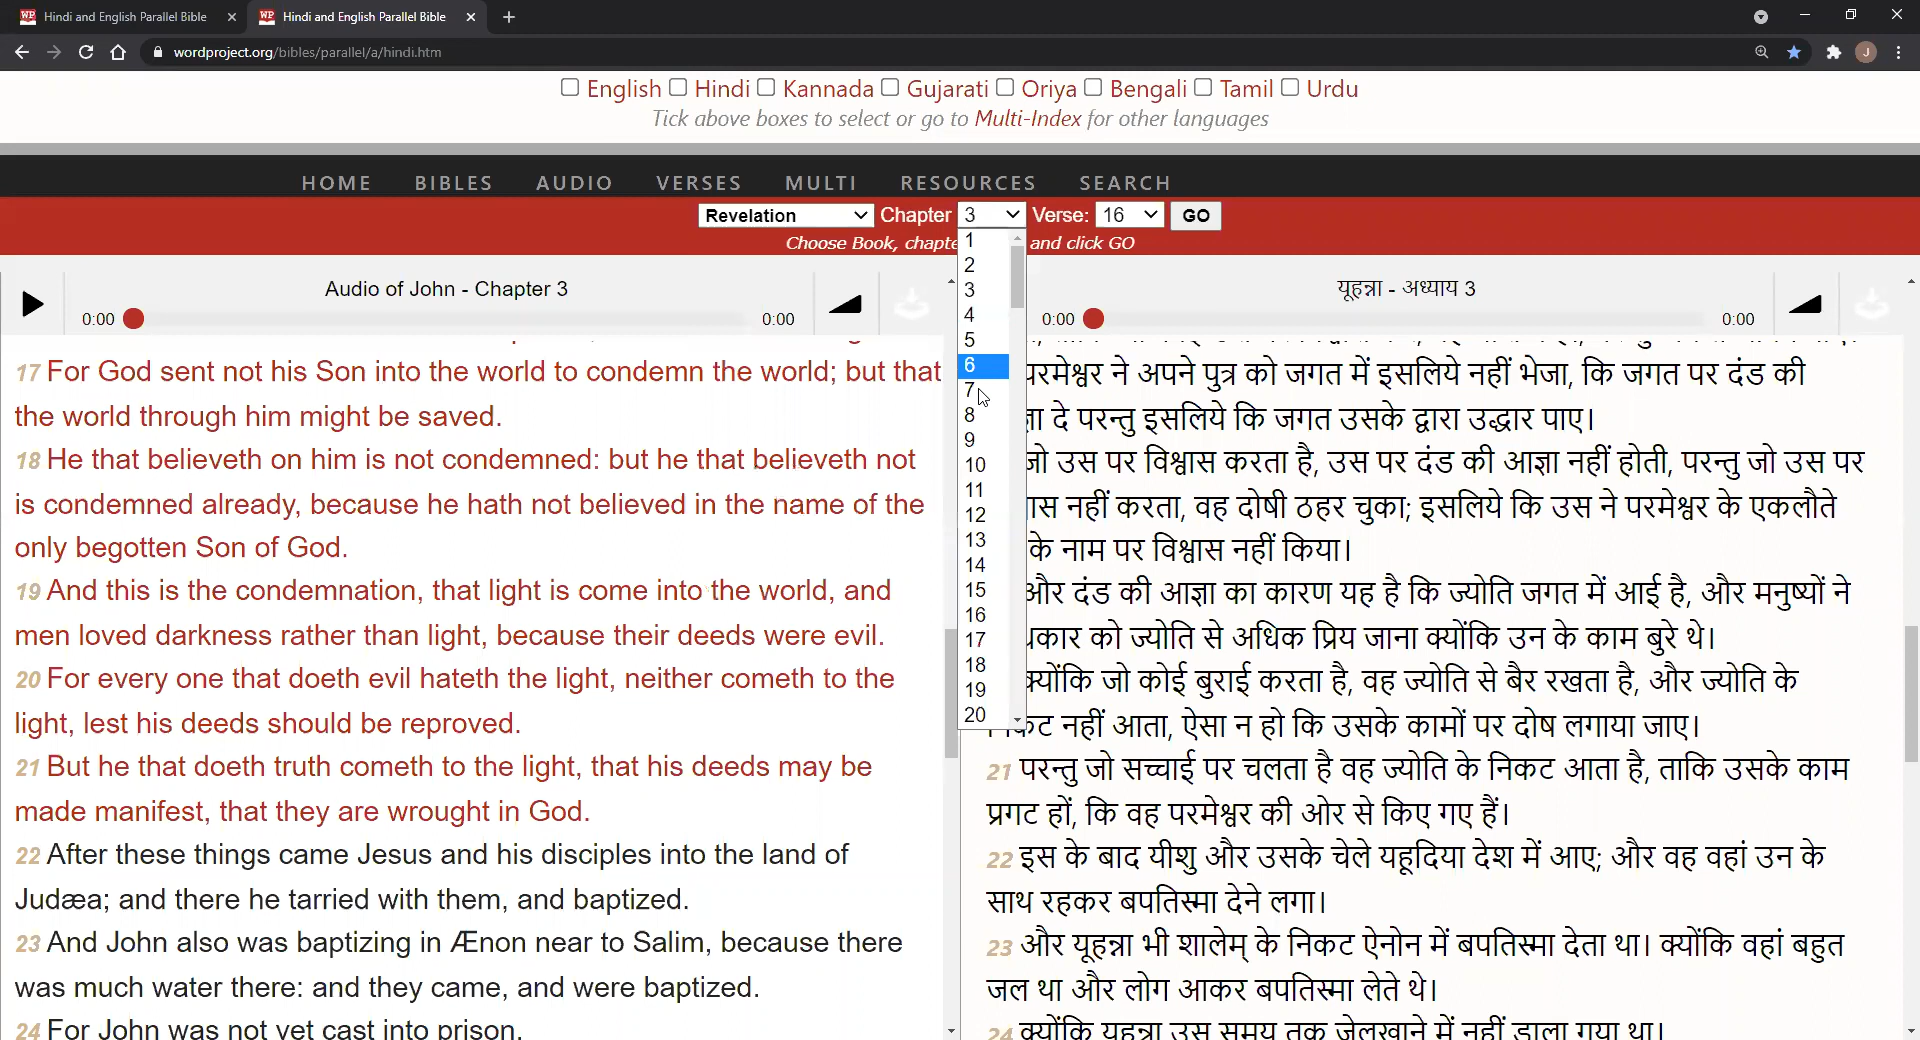 Hindi and English Parallel Bible
Hindi and English Parallel Bible
wordproject.org/bibles/parallel/a/hindi.htm
J
English Hindi Kannada Gujarati Oriya Bengali Tamil Urdu
Tick above boxes to select or go to Multi-Index for other languages
HOME BIBLES AUDIO VERSES MULTI RESOURCES SEARCH
Revelation Chapter 3 Verse: 16 GO
Choose Book, chapte and click GO
1
2
3
4
5
6
7
8
9
10
11
12
13
14
15
16
17
18
19
20
Audio of John - Chapter 3
0:00 0:00
17 For God sent not his Son into the world to condemn the world; but that
the world through him might be saved.
18 He that believeth on him is not condemned: but he that believeth not
is condemned already, because he hath not believed in the name of the
only begotten Son of God.
19 And this is the condemnation, that light is come into the world, and
men loved darkness rather than light, because their deeds were evil.
20 For every one that doeth evil hateth the light, neither cometh to the
light, lest his deeds should be reproved.
21 But he that doeth truth cometh to the light, that his deeds may be
made manifest, that they are wrought in God.
22 After these things came Jesus and his disciples into the land of
Judæa; and there he tarried with them, and baptized.
23 And John also was baptizing in Ænon near to Salim, because there
was much water there: and they came, and were baptized.
24 For John was not yet cast into prison.
यूहन्ना - अध्याय 3
0:00 0:00
परमेश्वर ने अपने पुत्र को जगत में इसलिये नहीं भेजा, कि जगत पर दंड की
दे परन्तु इसलिये कि जगत उसके द्वारा उद्धार पाए।
जो उस पर विश्वास करता है, उस पर दंड की आज्ञा नहीं होती, परन्तु जो उस पर
नहीं करता, वह दोषी ठहर चुका; इसलिये कि उस ने परमेश्वर के एकलौते
के नाम पर विश्वास नहीं किया।
और दंड की आज्ञा का कारण यह है कि ज्योति जगत में आई है, और मनुष्यों ने
को ज्योति से अधिक प्रिय जाना क्योंकि उन के काम बुरे थे।
क्योंकि जो कोई बुराई करता है, वह ज्योति से बैर रखता है, और ज्योति के
नहीं आता, ऐसा न हो कि उसके कामों पर दोष लगाया जाए।
21 परन्तु जो सच्चाई पर चलता है वह ज्योति के निकट आता है, ताकि उसके काम
प्रगट हों, कि वह परमेश्वर की ओर से किए गए हैं।
22 इस के बाद यीशु और उसके चेले यहूदिया देश में आए; और वह वहां उन के
साथ रहकर बपतिस्मा देने लगा।
23 और यूहन्ना भी शालेम् के निकट ऐनोन में बपतिस्मा देता था। क्योंकि वहां बहुत
जल था और लोग आकर बपतिस्मा लेते थे।
24 क्योंकि यूहन्ना उस समय तक जेलखाने में नहीं डाला गया था।